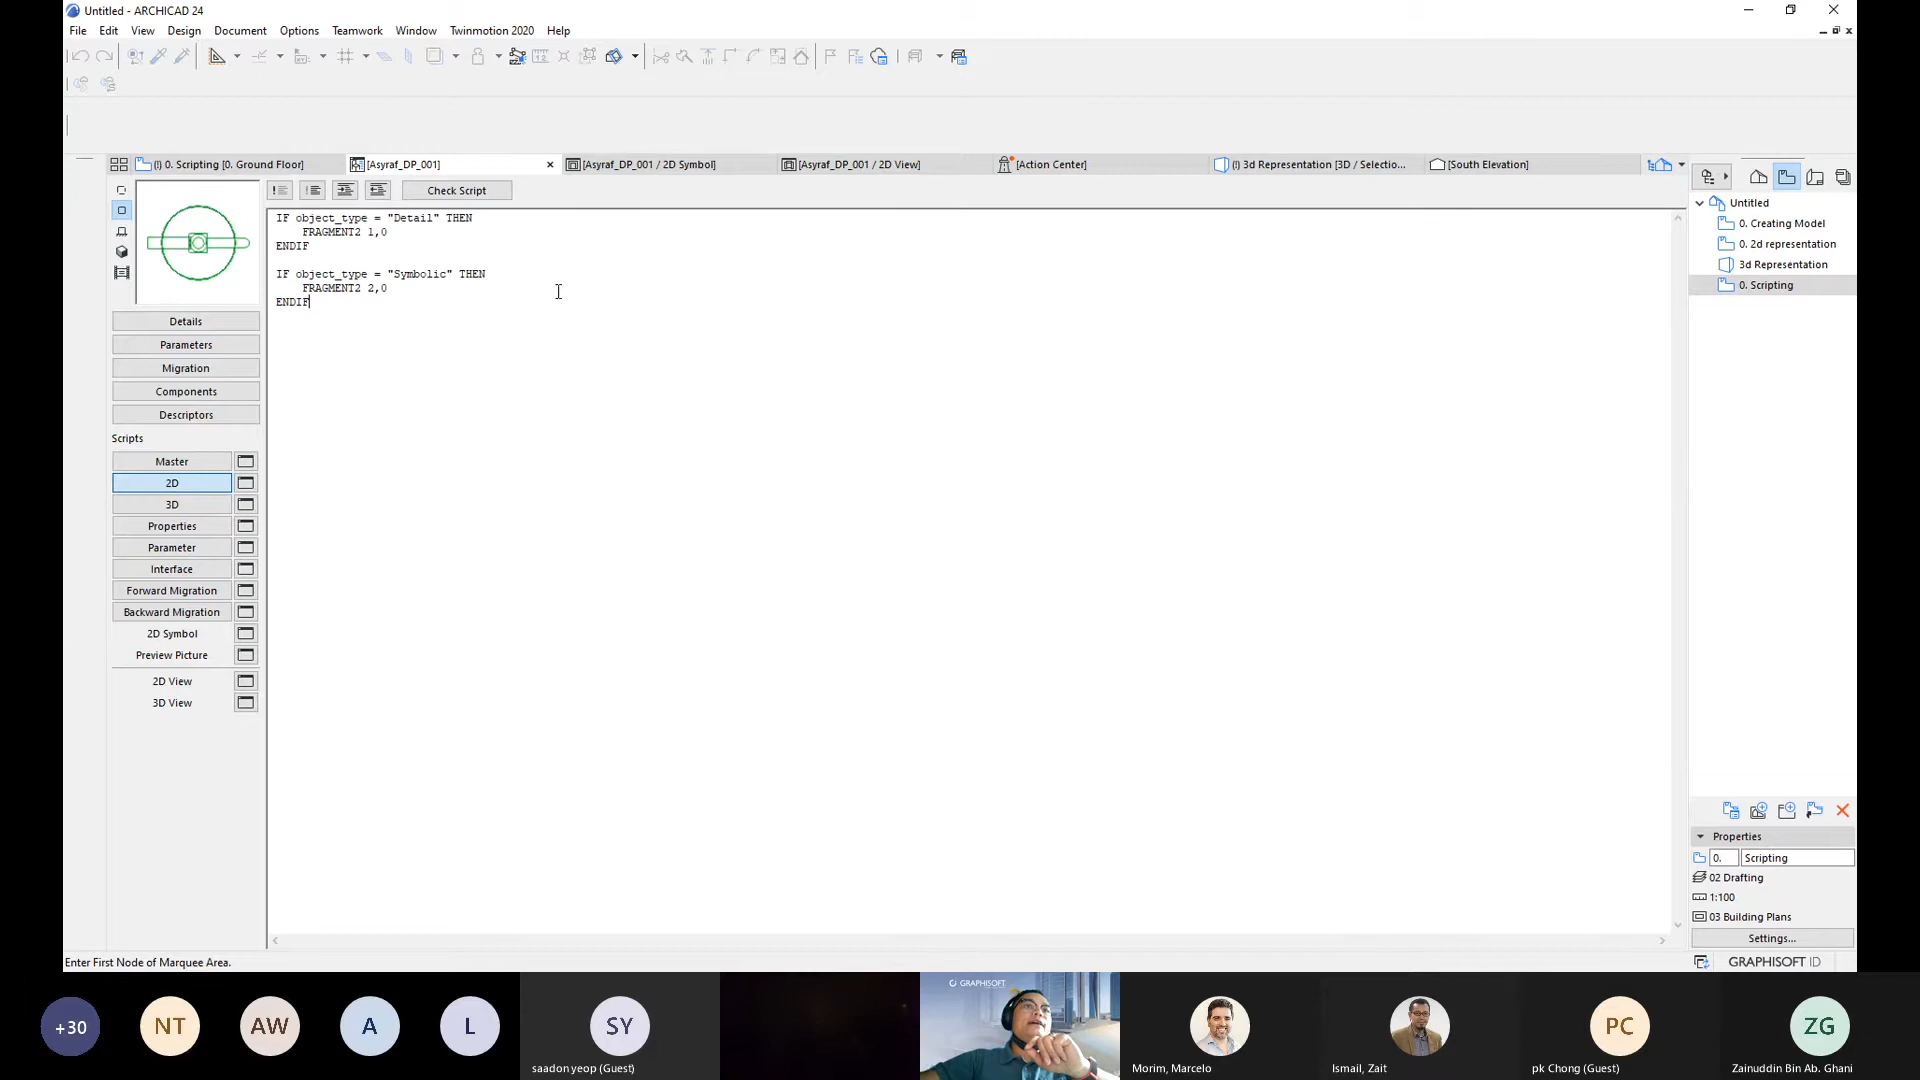 Untitled - ARCHICAD 24
File Edit View Design Document Options Teamwork Window Twinmotion 2020 Help
(!) 0. Scripting [0. Ground Floor]
[Asyraf_DP_001]
[Asyraf_DP_001 / 2D Symbol]
[Asyraf_DP_001 / 2D View]
[Action Center]
(!) 3d Representation [3D / Selectio...
[South Elevation]
Check Script
IF object_type = "Detail" THEN
FRAGMENT2 1,0
ENDIF
IF object_type = "Symbolic" THEN
FRAGMENT2 2,0
ENDIF
Details
Parameters
Migration
Components
Descriptors
Scripts
Master
2D
3D
Properties
Parameter
Interface
Forward Migration
Backward Migration
2D Symbol
Preview Picture
2D View
3D View
Untitled
0. Creating Model
0. 2d representation
3d Representation
0. Scripting
Properties
0. Scripting
02 Drafting
1:100
03 Building Plans
Settings...
GRAPHISOFT ID
Enter First Node of Marquee Area.
+30
NT
AW
A
L
SY
saadon yeop (Guest)
GRAPHISOFT
Morim, Marcelo
Ismail, Zait
PC
pk Chong (Guest)
ZG
Zainuddin Bin Ab. Ghani